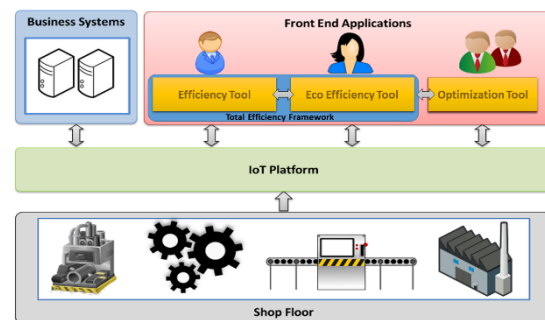 Business Systems
Front End Applications
Efficiency Tool
Eco Efficiency Tool
Optimization Tool
Total Efficiency Framework
IoT Platform
Shop Floor